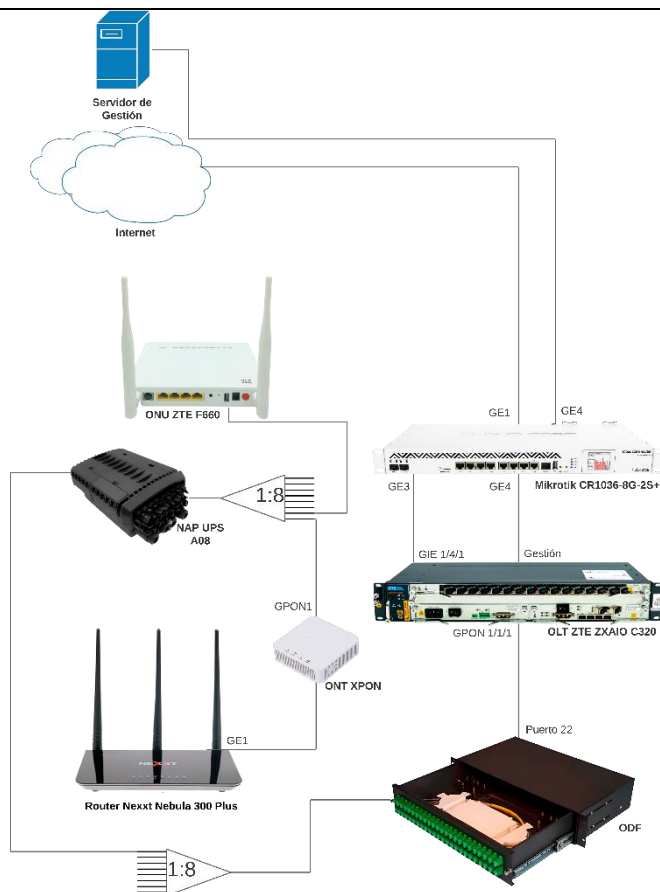 Servidor de
Gestión
Internet
ONU ZTE F660
GE1
GE4
GE3
GE4
Mikrotik CR1036-8G-2S+
NAP UPS
A08
1:8
GIE 1/4/1
Gestión
GPON 1/1/1
OLT ZTE ZXAIO C320
GPON1
ONT XPON
GE1
NEXXT
Router Nexxt Nebula 300 Plus
Puerto 22
ODF
1:8